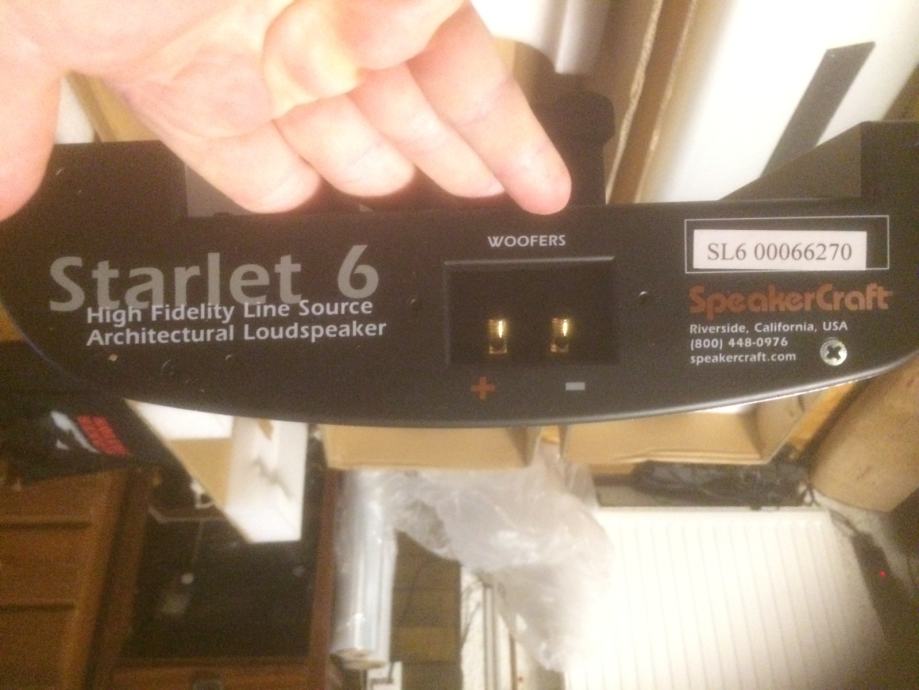 Starlet 6
High Fidelity Line Source
Architectural Loudspeaker
WOOFERS
+ -
SL6 00066270
SpeakerCraft
Riverside, California, USA
(800) 448-0976
speakercraft.com